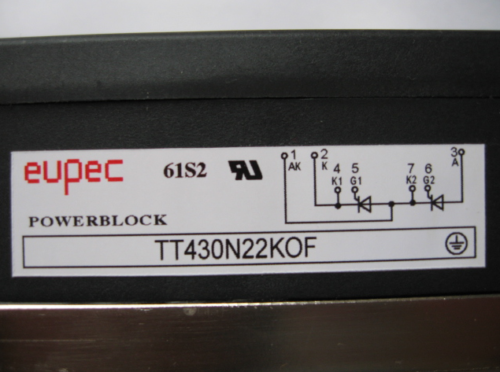 eupec 61S2 1 2 3
AK K A
4 5 7 6
K1 G1 K2 G2
POWERBLOCK
TT430N22KOF